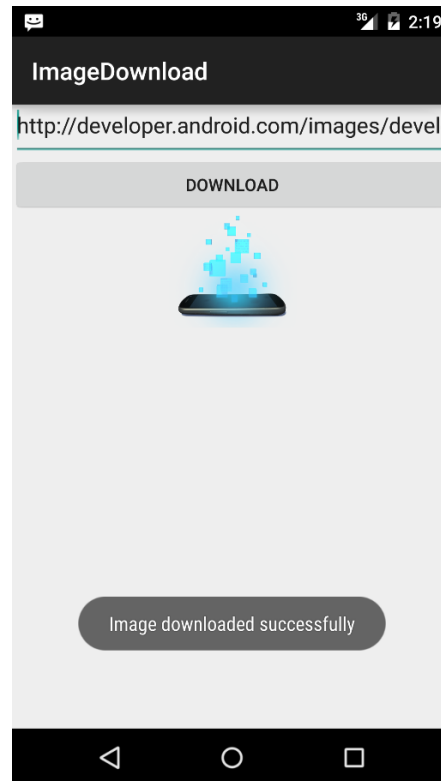 3G 2:19
ImageDownload
http://developer.android.com/images/devel
DOWNLOAD
Image downloaded successfully